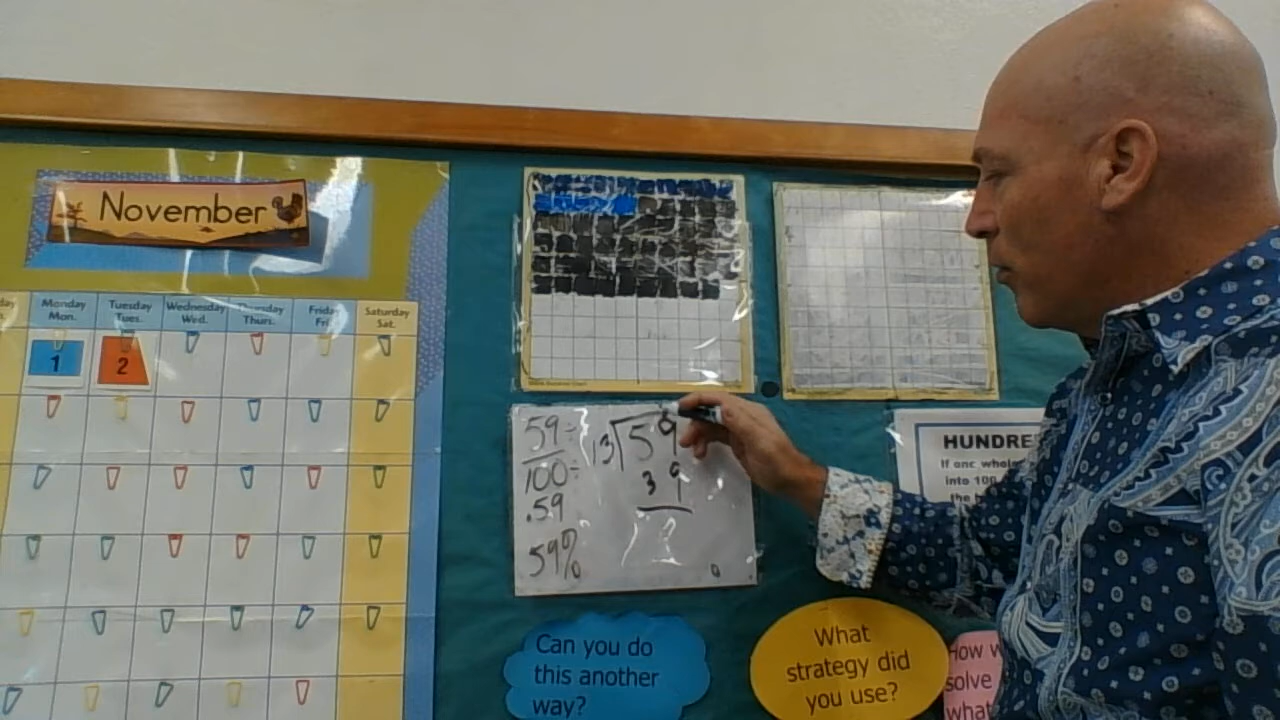 November
Monday Mon.
Tuesday Tues.
Wednesday Wed.
Thursday Thurs.
Friday Fri.
Saturday Sat.
1
2
59
100
.59
59%
13 59
39
HUNDRE
If one whole
into 100
the
Can you do
this another
way?
What
strategy did
you use?
How
solve
what